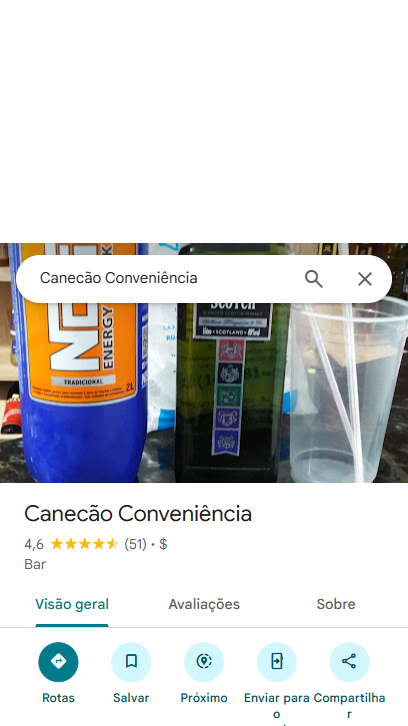 Canecão Conveniência
ENERGY
TRADICIONAL
2L
SCOTCH
• SCOTLAND •
Canecão Conveniência
4,6 (51) • $
Bar
Visão geral Avaliações Sobre
Rotas Salvar Próximo Enviar para o Compartilhar